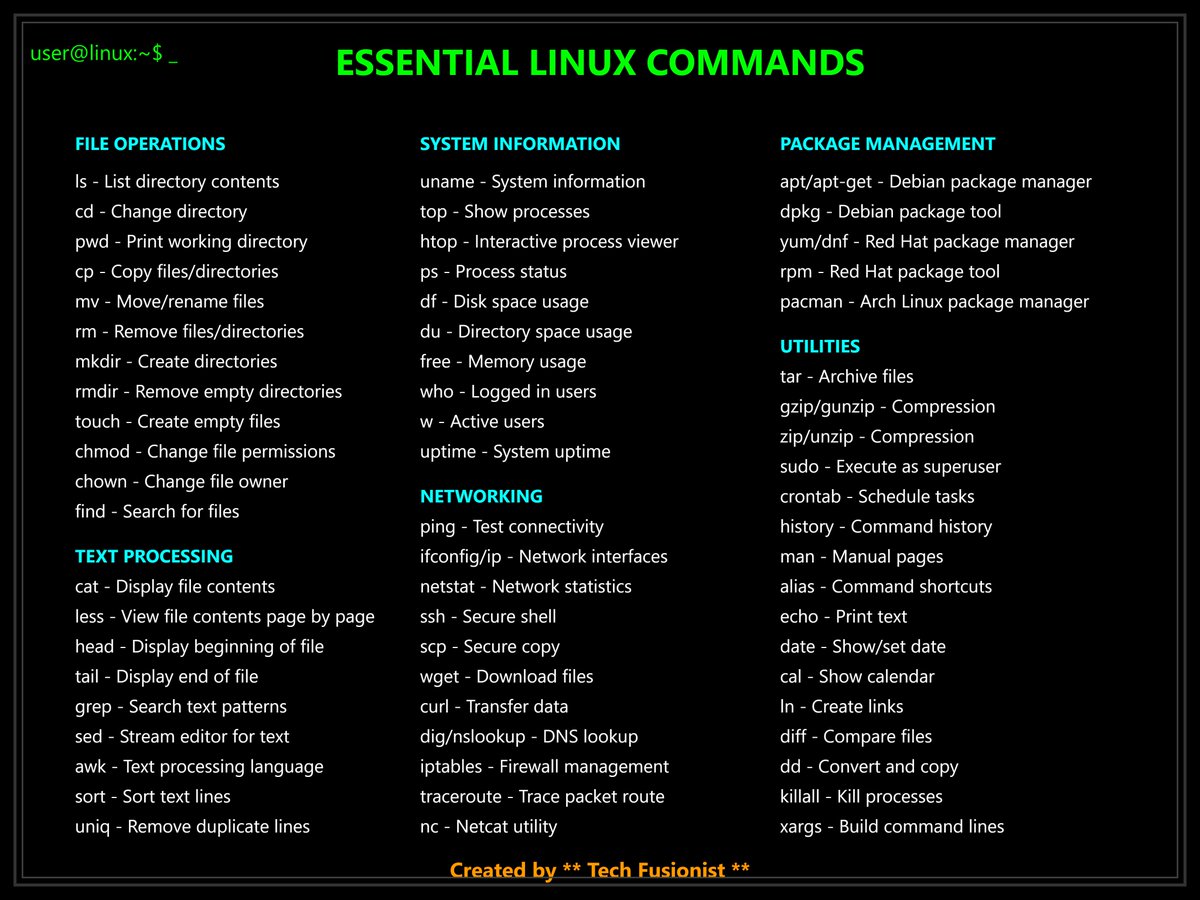 user@linux:~$ _
ESSENTIAL LINUX COMMANDS
FILE OPERATIONS
ls - List directory contents
cd - Change directory
pwd - Print working directory
cp - Copy files/directories
mv - Move/rename files
rm - Remove files/directories
mkdir - Create directories
rmdir - Remove empty directories
touch - Create empty files
chmod - Change file permissions
chown - Change file owner
find - Search for files
TEXT PROCESSING
cat - Display file contents
less - View file contents page by page
head - Display beginning of file
tail - Display end of file
grep - Search text patterns
sed - Stream editor for text
awk - Text processing language
sort - Sort text lines
uniq - Remove duplicate lines
SYSTEM INFORMATION
uname - System information
top - Show processes
htop - Interactive process viewer
ps - Process status
df - Disk space usage
du - Directory space usage
free - Memory usage
who - Logged in users
w - Active users
uptime - System uptime
NETWORKING
ping - Test connectivity
ifconfig/ip - Network interfaces
netstat - Network statistics
ssh - Secure shell
scp - Secure copy
wget - Download files
curl - Transfer data
dig/nslookup - DNS lookup
iptables - Firewall management
traceroute - Trace packet route
nc - Netcat utility
PACKAGE MANAGEMENT
apt/apt-get - Debian package manager
dpkg - Debian package tool
yum/dnf - Red Hat package manager
rpm - Red Hat package tool
pacman - Arch Linux package manager
UTILITIES
tar - Archive files
gzip/gunzip - Compression
zip/unzip - Compression
sudo - Execute as superuser
crontab - Schedule tasks
history - Command history
man - Manual pages
alias - Command shortcuts
echo - Print text
date - Show/set date
cal - Show calendar
ln - Create links
diff - Compare files
dd - Convert and copy
killall - Kill processes
xargs - Build command lines
Created by ** Tech Fusionist **